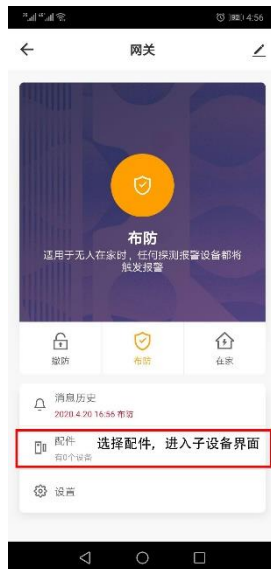 4:56
网关
布防
适用于无人在家时，任何探测报警设备都将
触发报警
撤防
布防
在家
消息历史
2020 4.20 16:56 布防
配件
选择配件，进入子设备界面
有0个设备
设置